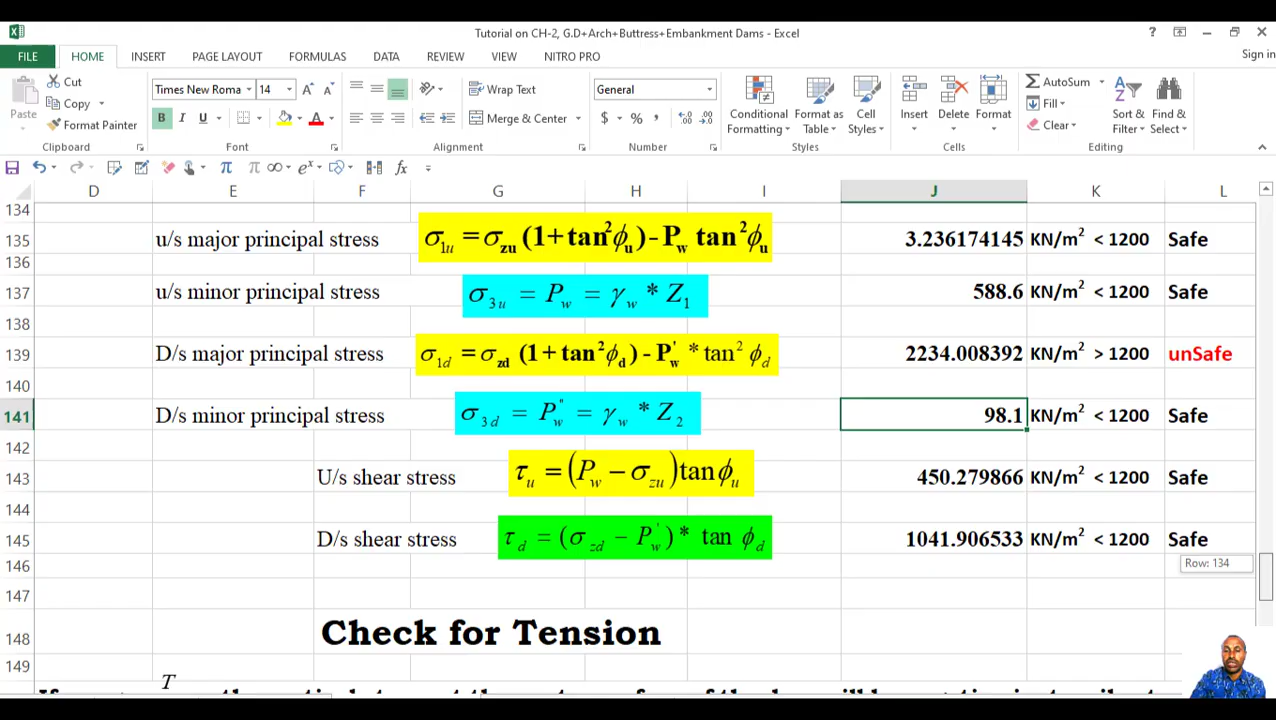 Tutorial on CH-2, G.D+Arch+Buttress+Embankment Dams - Excel
Sign in
FILE HOME INSERT PAGE LAYOUT FORMULAS DATA REVIEW VIEW NITRO PRO
Cut
Copy
Format Painter
Paste
Clipboard
Times New Roma 14
B I U
Font
Wrap Text
Merge & Center
Alignment
General
$ % ,
Number
Conditional Formatting
Format as Table
Cell Styles
Styles
Insert Delete Format
Cells
AutoSum
Fill
Clear
Sort & Filter
Find & Select
Editing
D E F G H I J K L
134
135 u/s major principal stress σ₁ᵤ = σzu (1+tan²ϕu) - Pw tan²ϕu 3.236174145 KN/m² < 1200 Safe
136
137 u/s minor principal stress σ₃ᵤ = Pw = γw * Z₁ 588.6 KN/m² < 1200 Safe
138
139 D/s major principal stress σ1d = σzd (1+tan²ϕd) - P'w * tan²ϕd 2234.008392 KN/m² > 1200 unSafe
140
141 D/s minor principal stress σ3d = P"w = γw * Z₂ 98.1 KN/m² < 1200 Safe
142
143 U/s shear stress τu = (Pw − σzu) tan ϕu 450.279866 KN/m² < 1200 Safe
144
145 D/s shear stress τd = (σzd − P'w) * tan ϕd 1041.906533 KN/m² < 1200 Safe
146
Row: 134
147
148 Check for Tension
149
T